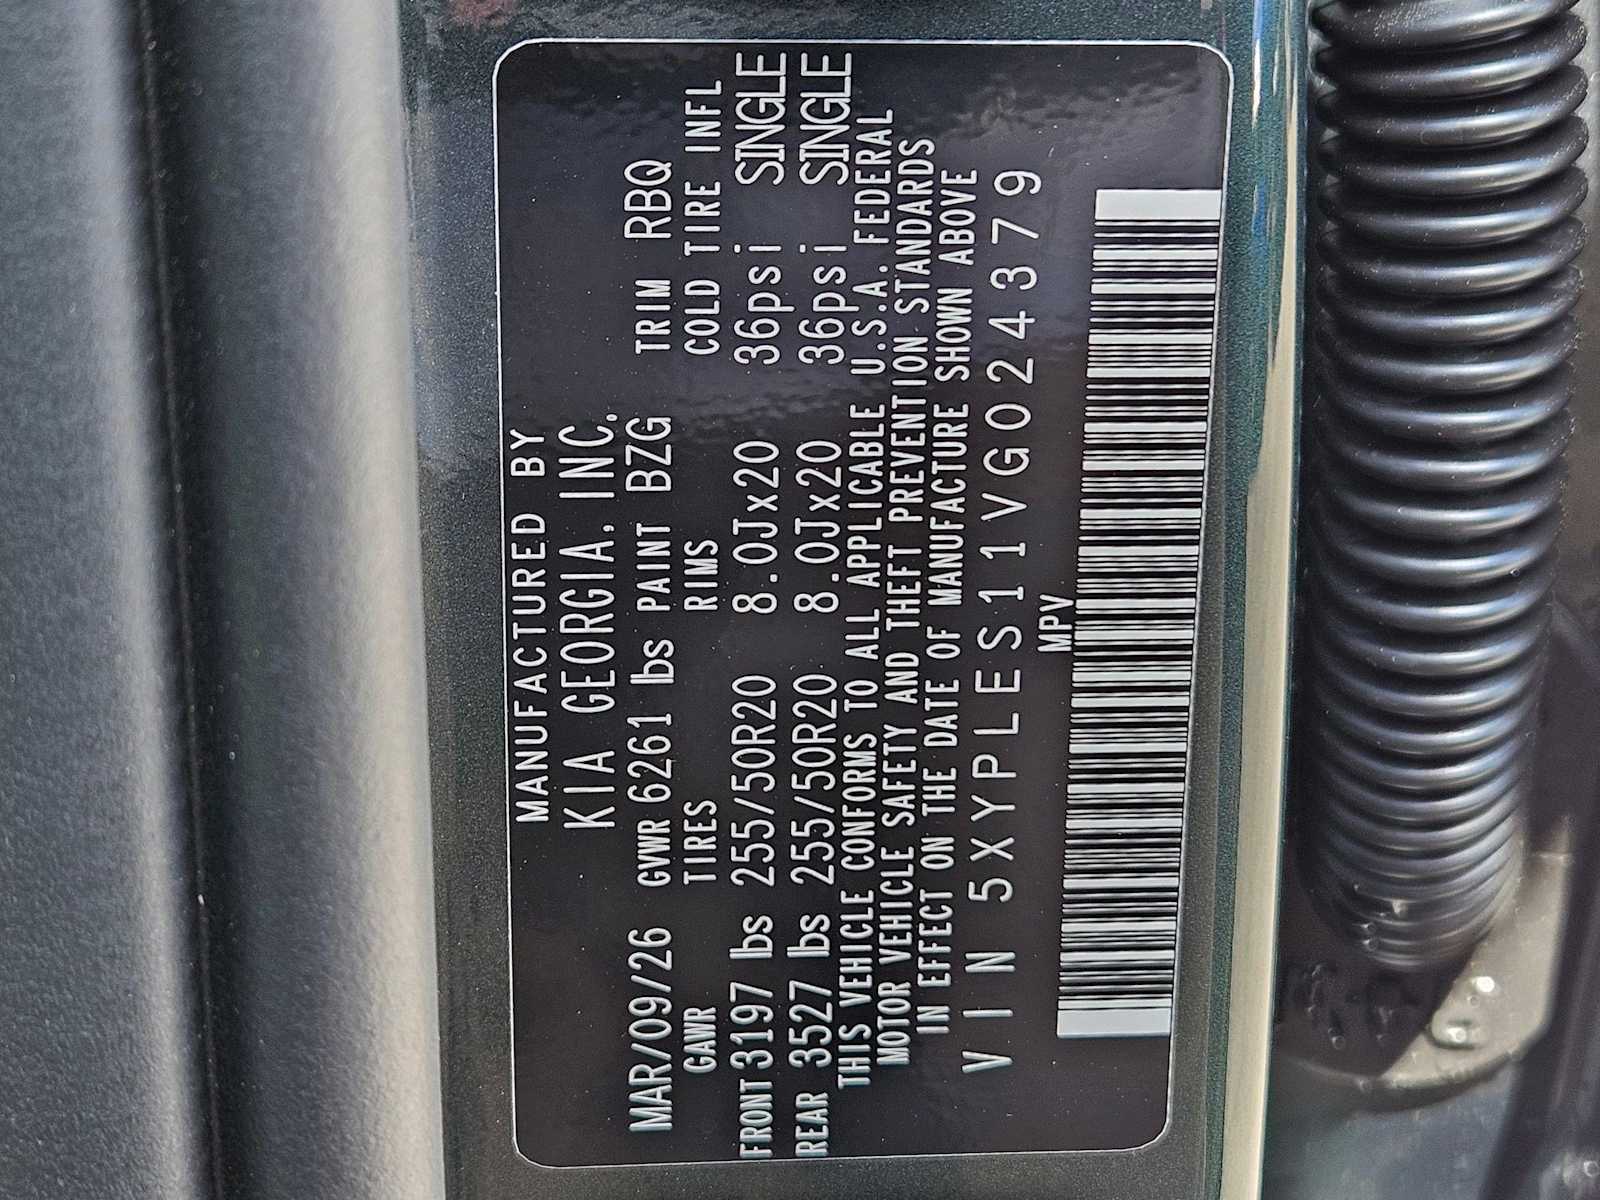 MANUFACTURED BY
KIA GEORGIA, INC.
MAR/09/26 GVWR 6261 lbs PAINT BZG TRIM RBQ
GAWR TIRES RIMS COLD TIRE INFL
FRONT 3197 lbs 255/50R20 8.0Jx20 36psi SINGLE
REAR 3527 lbs 255/50R20 8.0Jx20 36psi SINGLE
THIS VEHICLE CONFORMS TO ALL APPLICABLE U.S.A. FEDERAL
MOTOR VEHICLE SAFETY AND THEFT PREVENTION STANDARDS
IN EFFECT ON THE DATE OF MANUFACTURE SHOWN ABOVE
VIN 5XYPLES11VG024379
MPV